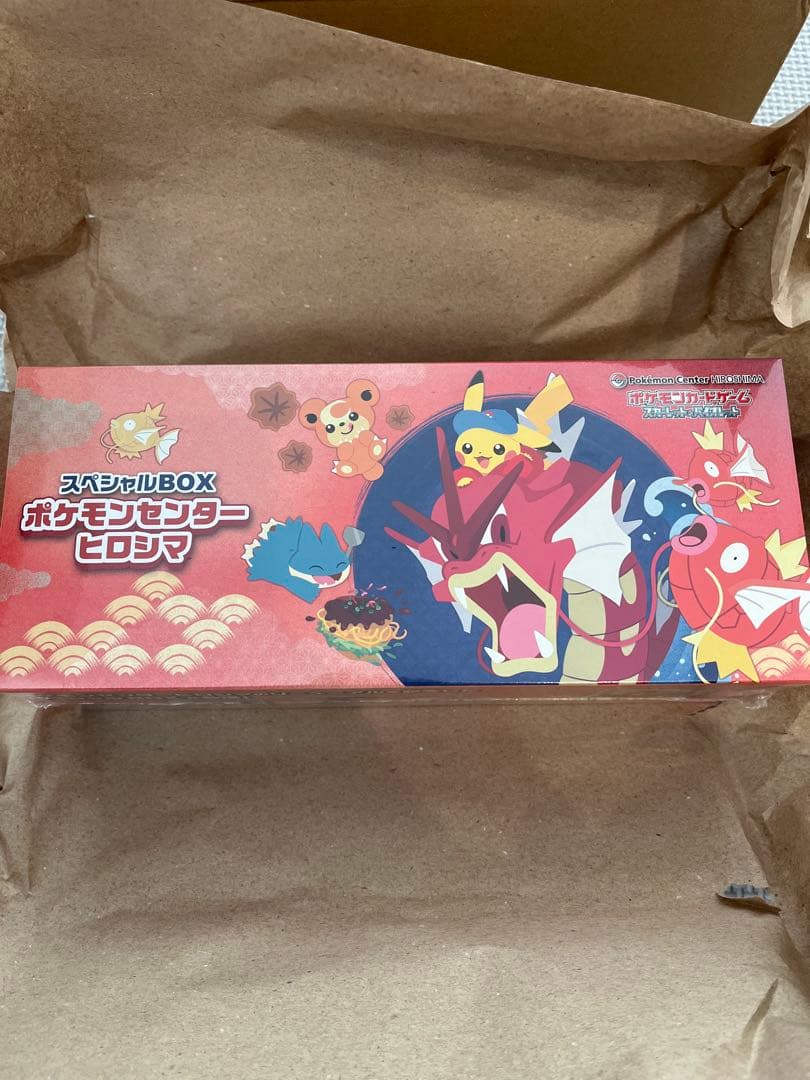 スペシャルBOX
ポケモンセンター
ヒロシマ
Pokémon Center HIROSHIMA
ポケモンカードゲーム
スカーレット&バイオレット